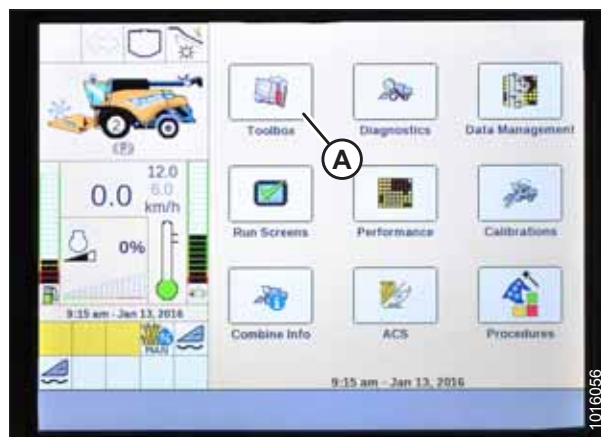 Toolbox
Diagnostics
Data Management
A
2
(P)
12.0
0.0
6.0
km/h
Run Screens
Performance
Calibrations
0%
9:15 am - Jan 13, 2016
MAN
Combine Info
ACS
Procedures
9:15 am - Jan 13, 2016
1016056